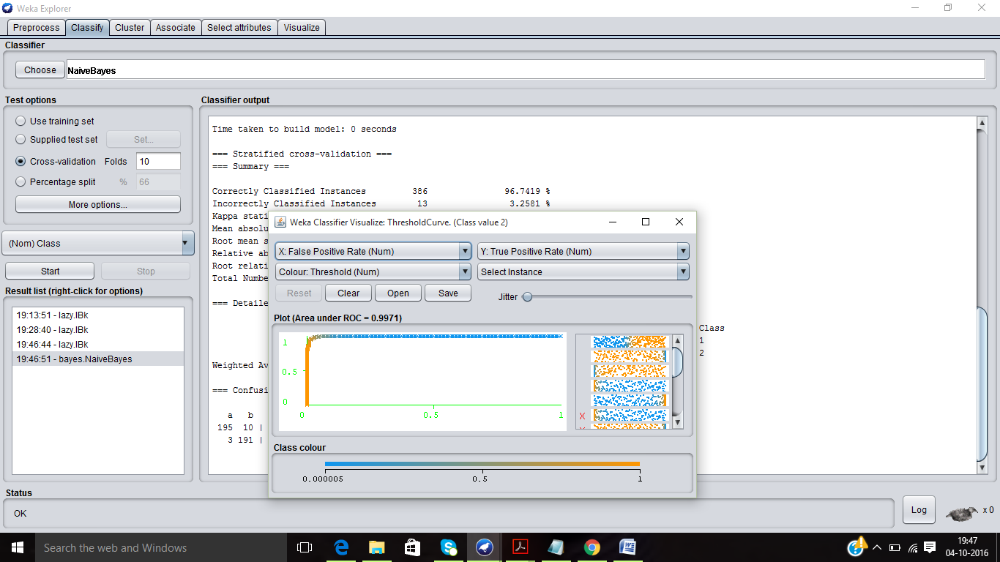 Weka Explorer
Preprocess Classify Cluster Associate Select attributes Visualize
Classifier
Choose NaiveBayes
Test options
Use training set
Supplied test set Set...
Cross-validation Folds 10
Percentage split % 66
More options...
(Nom) Class
Start Stop
Result list (right-click for options)
19:13:51 - lazy.IBk
19:28:40 - lazy.IBk
19:46:44 - lazy.IBk
19:46:51 - bayes.NaiveBayes
Classifier output
Time taken to build model: 0 seconds
=== Stratified cross-validation ===
=== Summary ===
Correctly Classified Instances 386 96.7419 %
Incorrectly Classified Instances 13 3.2581 %
Kappa stati
Mean absolu
Root mean s
Relative ab
Root relati
Total Numbe
=== Detaile
Class
1
2
Weighted Av
=== Confusi
a b
195 10 |
3 191 |
Weka Classifier Visualize: ThresholdCurve. (Class value 2)
X: False Positive Rate (Num) Y: True Positive Rate (Num)
Colour: Threshold (Num) Select Instance
Reset Clear Open Save Jitter
Plot (Area under ROC = 0.9971)
1
0.5
0
0 0.5 1
X
Class colour
0.000005 0.5 1
Status
OK
Log x 0
Search the web and Windows
19:47
04-10-2016